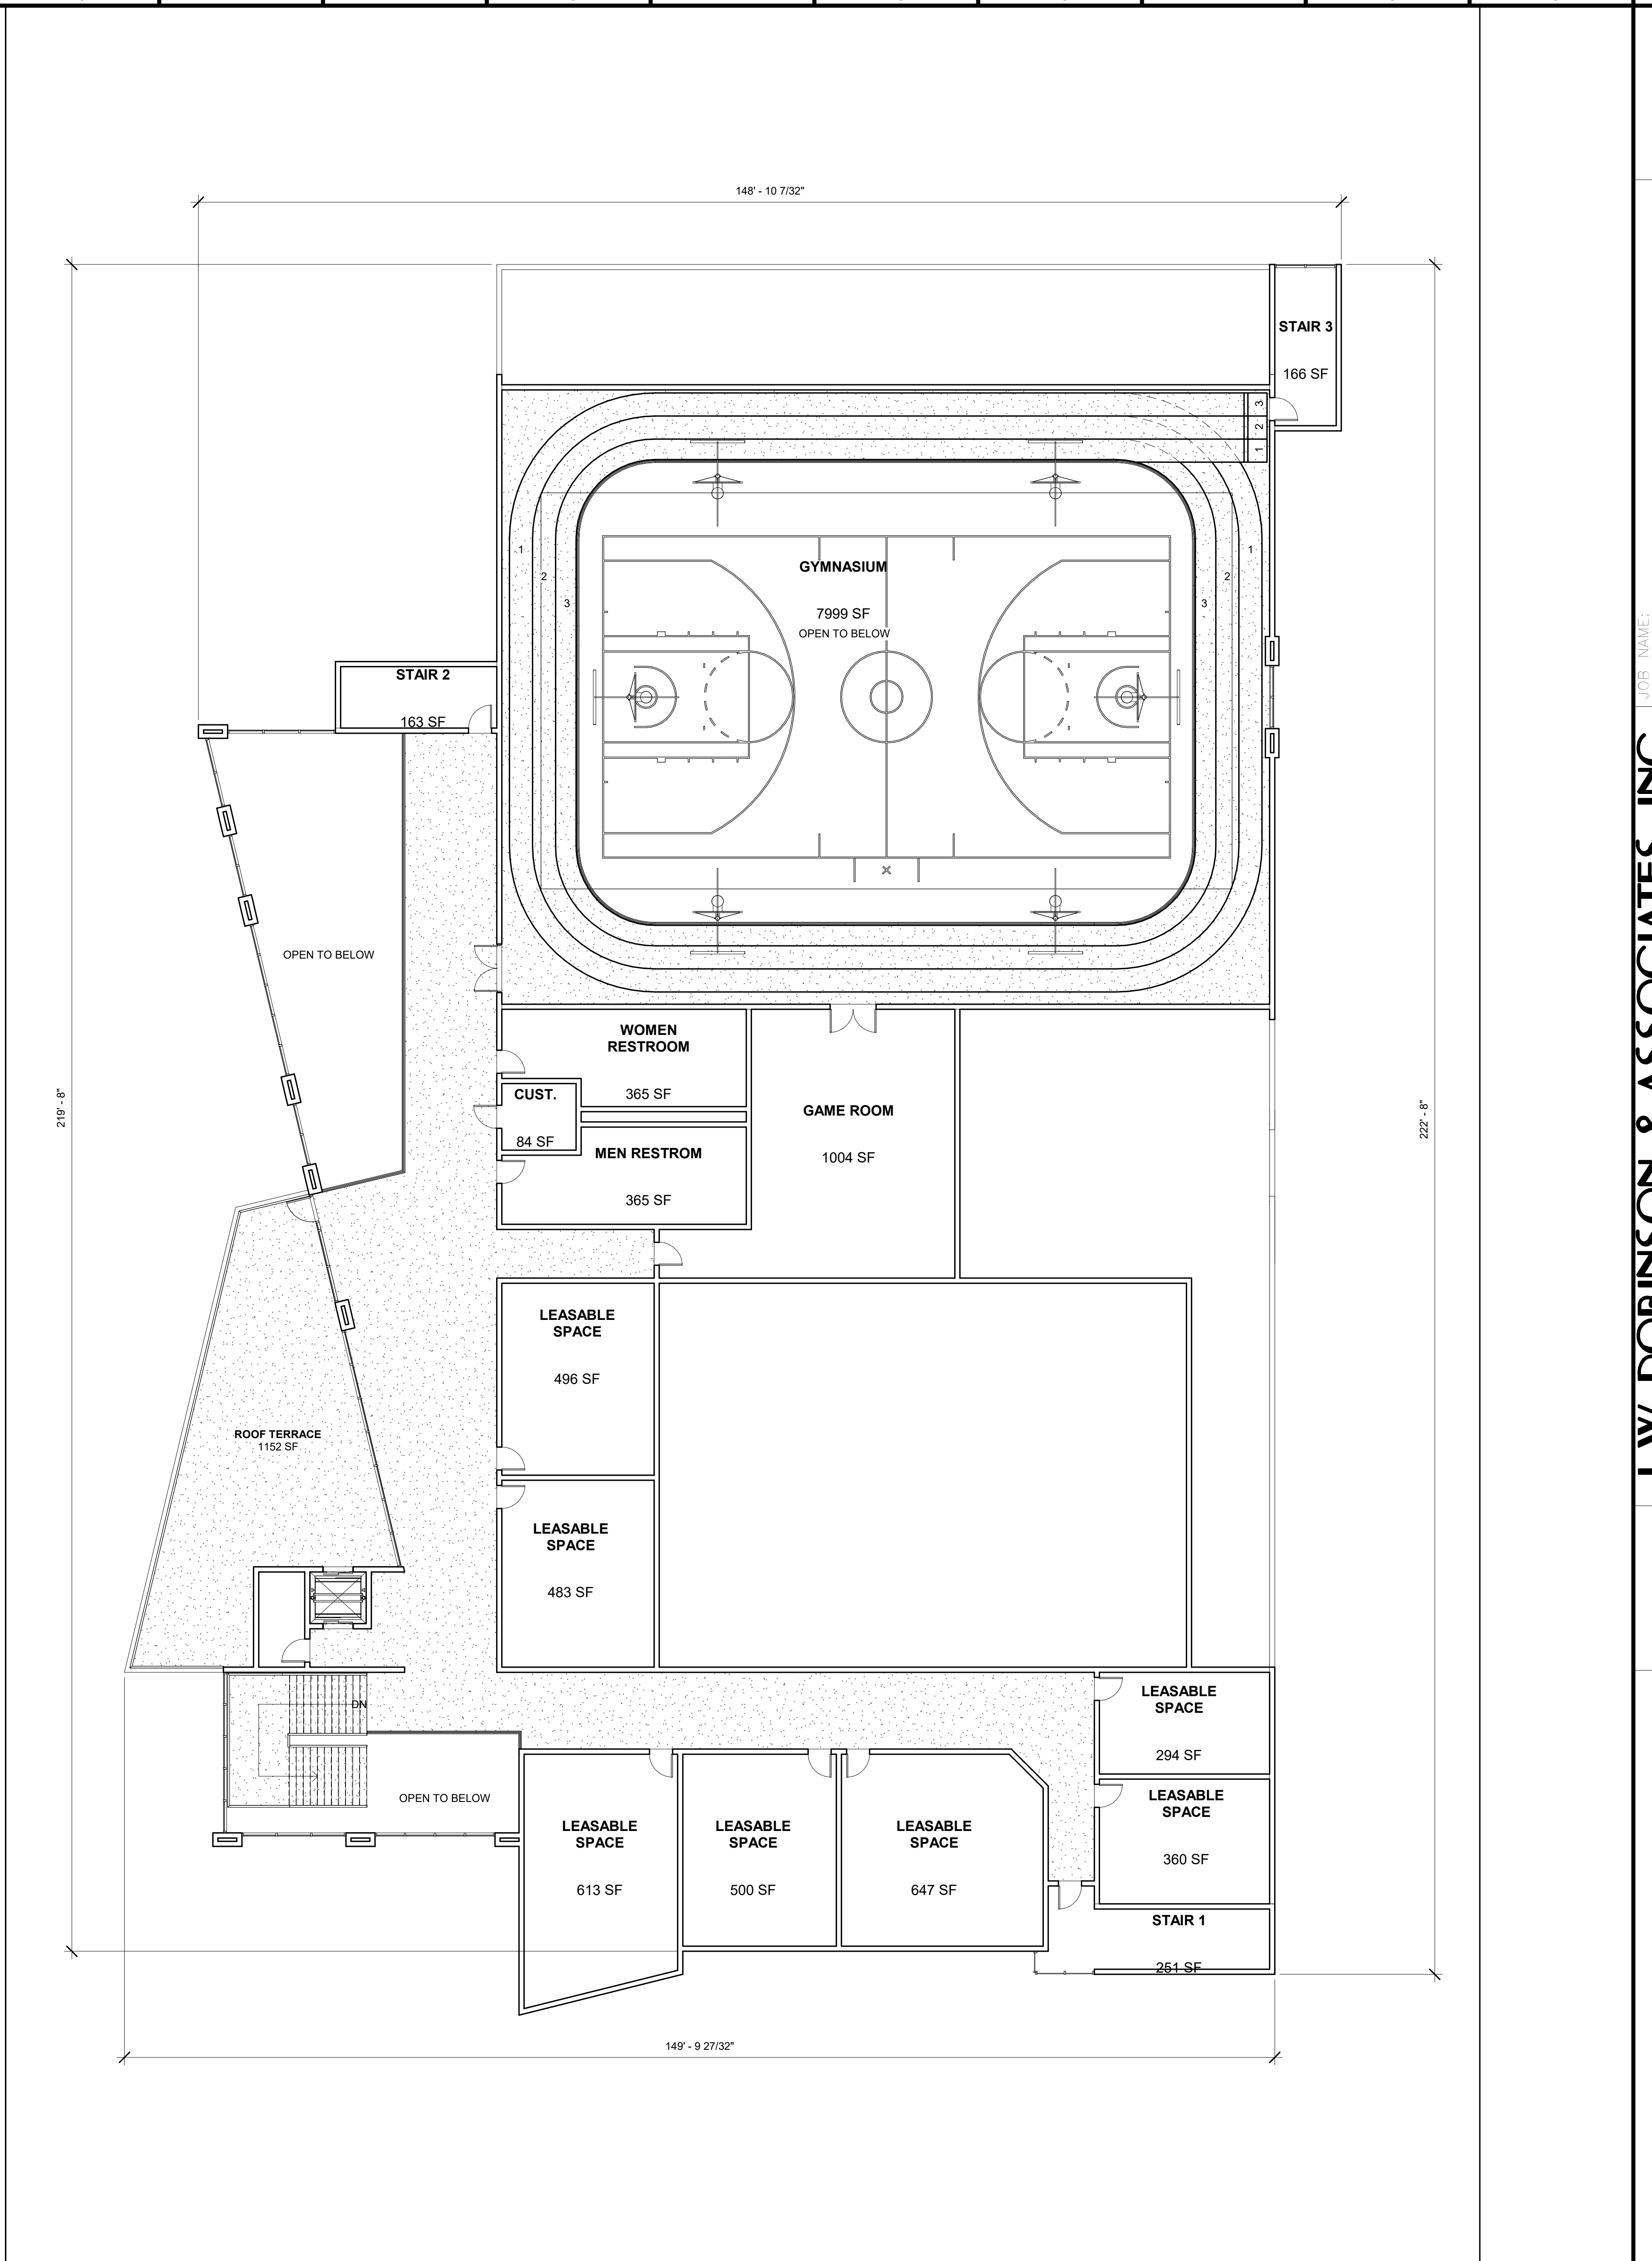 148' - 10 7/32"
STAIR 3
166 SF
3
2
1
1
2
3
1
2
3
GYMNASIUM
7999 SF
OPEN TO BELOW
STAIR 2
163 SF
OPEN TO BELOW
WOMEN
RESTROOM
365 SF
CUST.
84 SF
MEN RESTROM
365 SF
GAME ROOM
1004 SF
219' - 8"
222' - 8"
LEASABLE
SPACE
496 SF
ROOF TERRACE
1152 SF
LEASABLE
SPACE
483 SF
DN
OPEN TO BELOW
LEASABLE
SPACE
294 SF
LEASABLE
SPACE
360 SF
LEASABLE
SPACE
613 SF
LEASABLE
SPACE
500 SF
LEASABLE
SPACE
647 SF
STAIR 1
251 SF
149' - 9 27/32"
JOB NAME:
ROBINSON & ASSOCIATES, INC